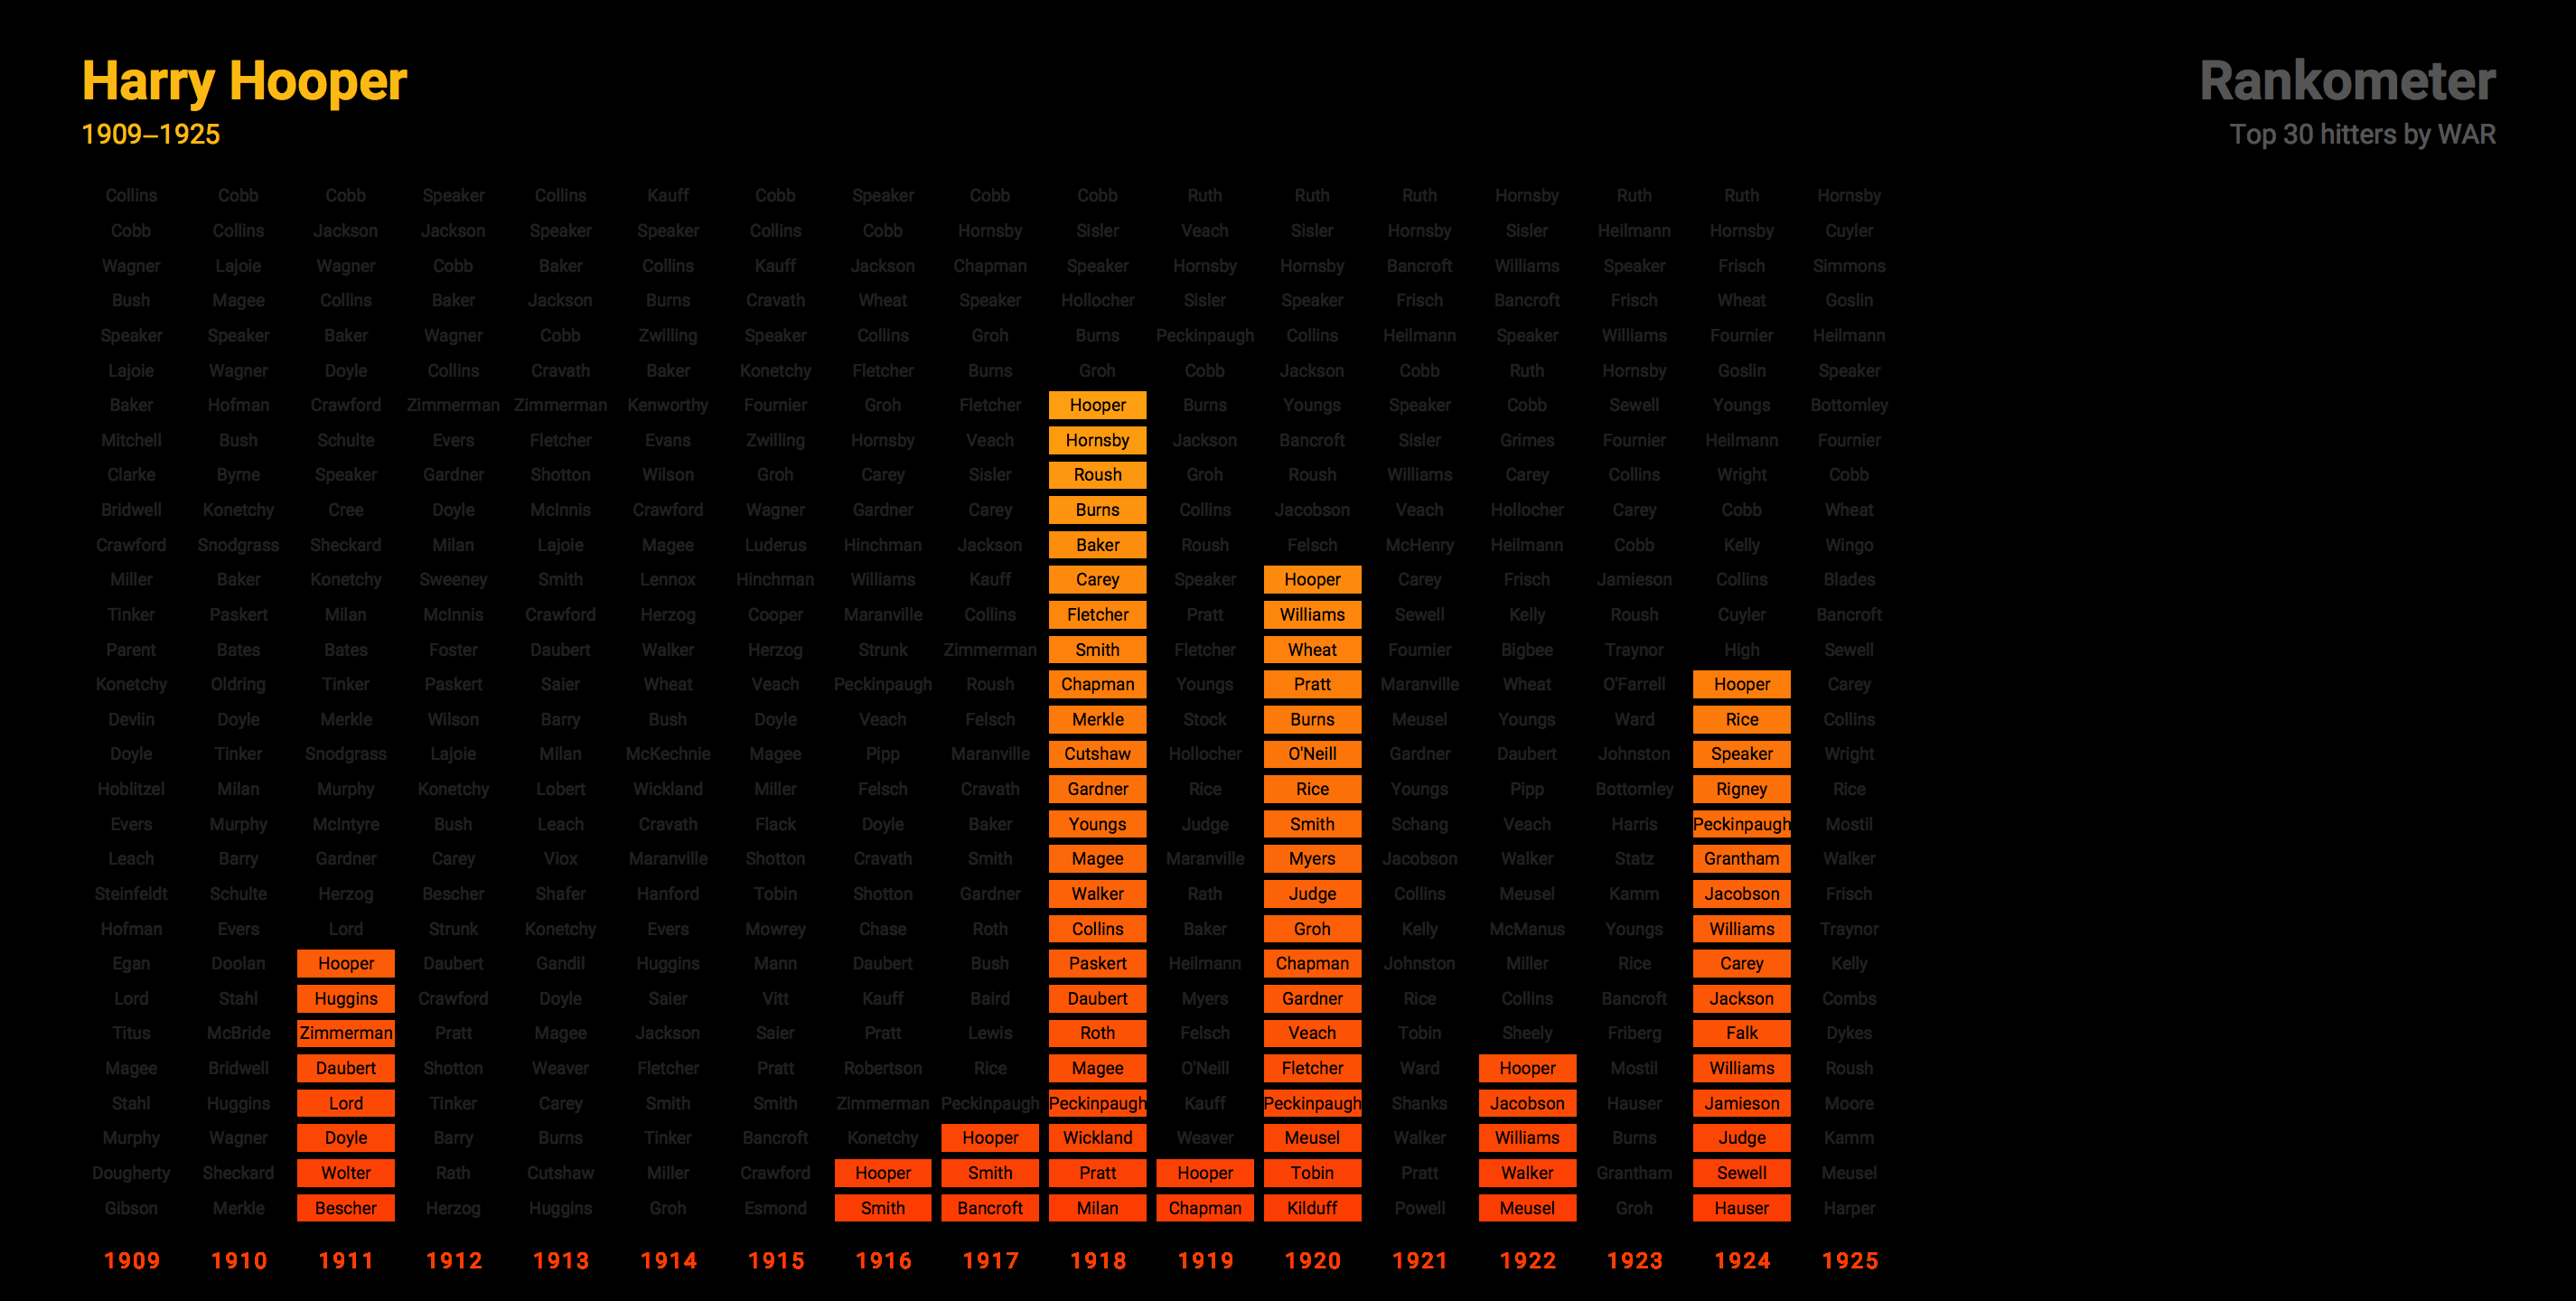 Harry Hooper
1909–1925
Rankometer
Top 30 hitters by WAR
Collins Cobb Cobb Speaker Collins Kauff Cobb Speaker Cobb Cobb Ruth Ruth Ruth Hornsby Ruth Ruth Hornsby
Cobb Collins Jackson Jackson Speaker Speaker Collins Cobb Hornsby Sisler Veach Sisler Hornsby Sisler Heilmann Hornsby Cuyler
Wagner Lajoie Wagner Cobb Baker Collins Kauff Jackson Chapman Speaker Hornsby Hornsby Bancroft Williams Speaker Frisch Simmons
Bush Magee Collins Baker Jackson Burns Cravath Wheat Speaker Hollocher Sisler Speaker Frisch Bancroft Frisch Wheat Goslin
Speaker Speaker Baker Wagner Cobb Zwilling Speaker Collins Groh Burns Peckinpaugh Collins Heilmann Speaker Williams Fournier Heilmann
Lajoie Wagner Doyle Collins Cravath Baker Konetchy Fletcher Burns Groh Cobb Jackson Cobb Ruth Hornsby Goslin Speaker
Baker Hofman Crawford Zimmerman Zimmerman Kenworthy Fournier Groh Fletcher Hooper Burns Youngs Speaker Cobb Sewell Youngs Bottomley
Mitchell Bush Schulte Evers Fletcher Evans Zwilling Hornsby Veach Hornsby Jackson Bancroft Sisler Grimes Fournier Heilmann Fournier
Clarke Byrne Speaker Gardner Shotton Wilson Groh Carey Sisler Roush Groh Roush Williams Carey Collins Wright Cobb
Bridwell Konetchy Cree Doyle McInnis Crawford Wagner Gardner Carey Burns Collins Jacobson Veach Hollocher Carey Cobb Wheat
Crawford Snodgrass Sheckard Milan Lajoie Magee Luderus Hinchman Jackson Baker Roush Felsch McHenry Heilmann Cobb Kelly Wingo
Miller Baker Konetchy Sweeney Smith Lennox Hinchman Williams Kauff Carey Speaker Hooper Carey Frisch Jamieson Collins Blades
Tinker Paskert Milan McInnis Crawford Herzog Cooper Maranville Collins Fletcher Pratt Williams Sewell Kelly Roush Cuyler Bancroft
Parent Bates Bates Foster Daubert Walker Herzog Strunk Zimmerman Smith Fletcher Wheat Fournier Bigbee Traynor High Sewell
Konetchy Oldring Tinker Paskert Saier Wheat Veach Peckinpaugh Roush Chapman Youngs Pratt Maranville Wheat O'Farrell Hooper Carey
Devlin Doyle Merkle Wilson Barry Bush Doyle Veach Felsch Merkle Stock Burns Meusel Youngs Ward Rice Collins
Doyle Tinker Snodgrass Lajoie Milan McKechnie Magee Pipp Maranville Cutshaw Hollocher O'Neill Gardner Daubert Johnston Speaker Wright
Hoblitzel Milan Murphy Konetchy Lobert Wickland Miller Felsch Cravath Gardner Rice Rice Youngs Pipp Bottomley Rigney Rice
Evers Murphy McIntyre Bush Leach Cravath Flack Doyle Baker Youngs Judge Smith Schang Veach Harris Peckinpaugh Mostil
Leach Barry Gardner Carey Viox Maranville Shotton Cravath Smith Magee Maranville Myers Jacobson Walker Statz Grantham Walker
Steinfeldt Schulte Herzog Bescher Shafer Hanford Tobin Shotton Gardner Walker Rath Judge Collins Meusel Kamm Jacobson Frisch
Hofman Evers Lord Strunk Konetchy Evers Mowrey Chase Roth Collins Baker Groh Kelly McManus Youngs Williams Traynor
Egan Doolan Hooper Daubert Gandil Huggins Mann Daubert Bush Paskert Heilmann Chapman Johnston Miller Rice Carey Kelly
Lord Stahl Huggins Crawford Doyle Saier Vitt Kauff Baird Daubert Myers Gardner Rice Collins Bancroft Jackson Combs
Titus McBride Zimmerman Pratt Magee Jackson Saier Pratt Lewis Roth Felsch Veach Tobin Sheely Friberg Falk Dykes
Magee Bridwell Daubert Shotton Weaver Fletcher Pratt Robertson Rice Magee O'Neill Fletcher Ward Hooper Mostil Williams Roush
Stahl Huggins Lord Tinker Carey Smith Smith Zimmerman Peckinpaugh Peckinpaugh Kauff Peckinpaugh Shanks Jacobson Hauser Jamieson Moore
Murphy Wagner Doyle Barry Burns Tinker Bancroft Konetchy Hooper Wickland Weaver Meusel Walker Williams Burns Judge Kamm
Dougherty Sheckard Wolter Rath Cutshaw Miller Crawford Hooper Smith Pratt Hooper Tobin Pratt Walker Grantham Sewell Meusel
Gibson Merkle Bescher Herzog Huggins Groh Esmond Smith Bancroft Milan Chapman Kilduff Powell Meusel Groh Hauser Harper
1909 1910 1911 1912 1913 1914 1915 1916 1917 1918 1919 1920 1921 1922 1923 1924 1925